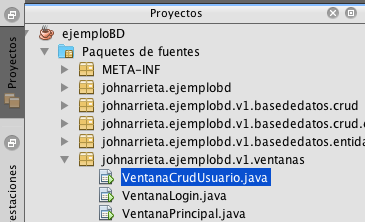 Proyectos
Proyectos
ejemploBD
Paquetes de fuentes
META-INF
johnarrieta.ejemplobd
johnarrieta.ejemplobd.v1.basededatos.crud
johnarrieta.ejemplobd.v1.basededatos.crud.
johnarrieta.ejemplobd.v1.basededatos.entida
johnarrieta.ejemplobd.v1.ventanas
VentanaCrudUsuario.java
VentanaLogin.java
VentanaPrincipal.java
estaciones